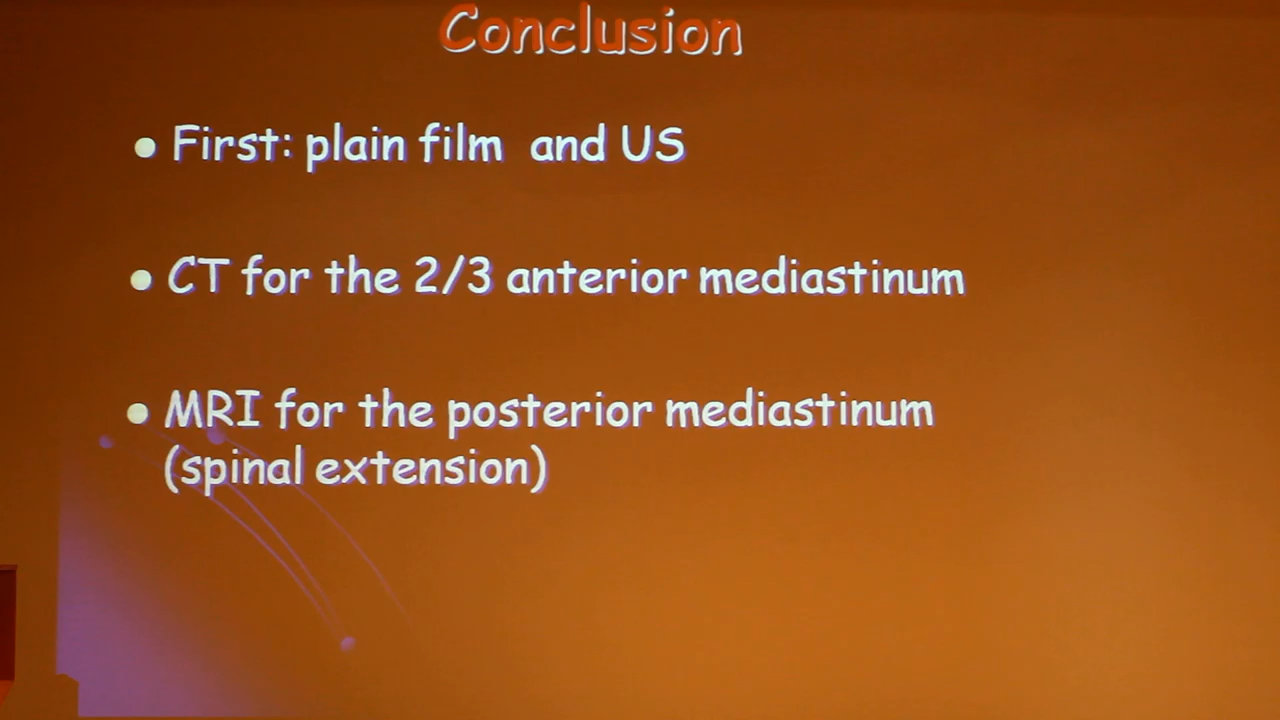 Conclusion
• First: plain film and US
• CT for the 2/3 anterior mediastinum
• MRI for the posterior mediastinum
(spinal extension)